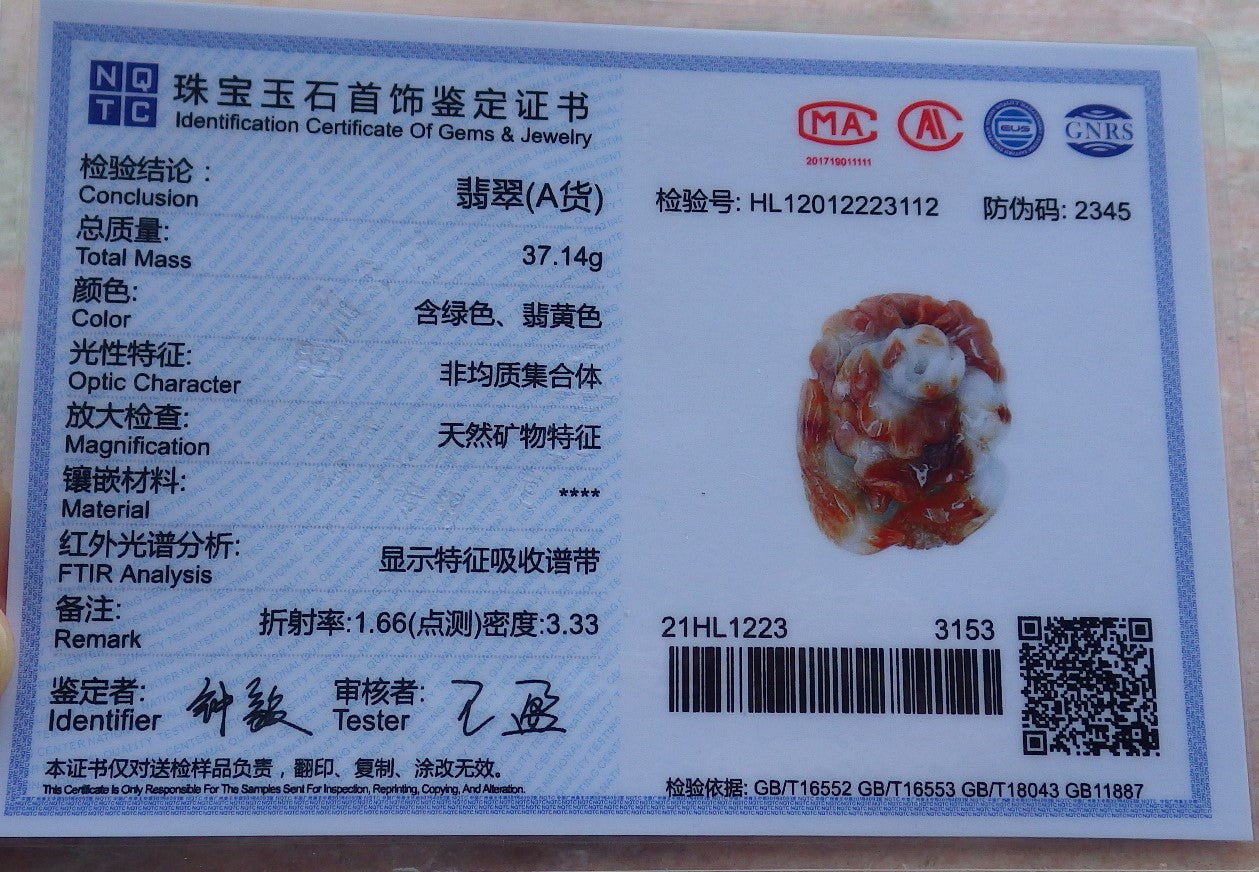 NQ
TC
珠宝玉石首饰鉴定证书
Identification Certificate Of Gems & Jewelry
检验结论：
Conclusion
翡翠(A货)
总质量:
Total Mass
37.14g
颜色:
Color
含绿色、翡黄色
光性特征:
Optic Character
非均质集合体
放大检查:
Magnification
天然矿物特征
镶嵌材料:
Material
****
红外光谱分析:
FTIR Analysis
显示特征吸收谱带
备注:
Remark
折射率:1.66(点测)密度:3.33
鉴定者:
Identifier
审核者:
Tester
本证书仅对送检样品负责，翻印、复制、涂改无效。
This Certificate Is Only Responsible For The Samples Sent For Inspection, Reprinting, Copying, And Alteration.
MA
201719011111
GNRS
检验号: HL12012223112
防伪码: 2345
21HL1223 3153
检验依据: GB/T16552 GB/T16553 GB/T18043 GB11887